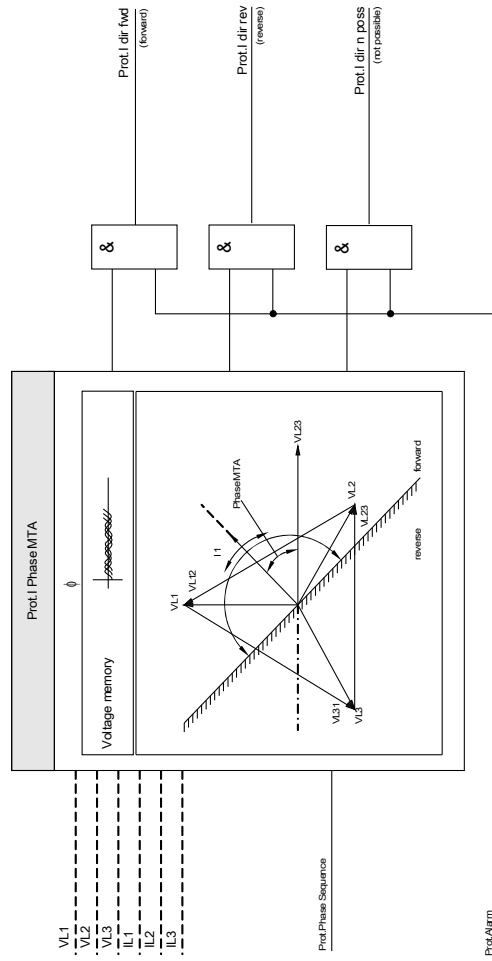 Prot.I Phase MTA
ϕ
Voltage memory
VL1
VL2
VL3
IL1
IL2
IL3
VL1
VL12
I1
PhaseMTA
VL23
VL2
VL23
VL31
VL3
forward
reverse
&
&
&
Prot.I dir fwd
(forward)
Prot.I dir rev
(reverse)
Prot.I dir n poss
(not possible)
Prot.Phase Sequence
Prot.Alarm